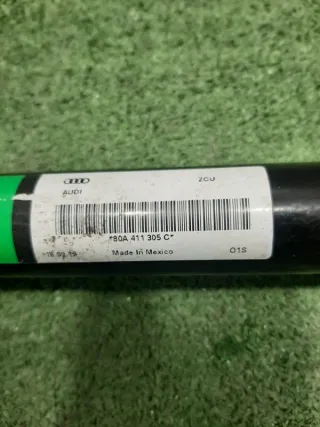 AUDI ZCU
*80A 411 305 C*
Made In Mexico O1S